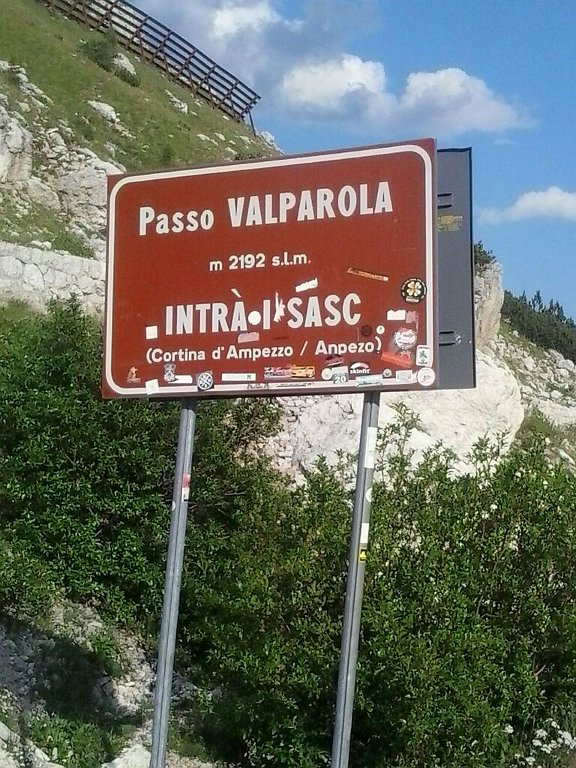 Passo VALPAROLA
m 2192 s.l.m.
INTRÀ•I•SASC
(Cortina d'Ampezzo / Anpezo)